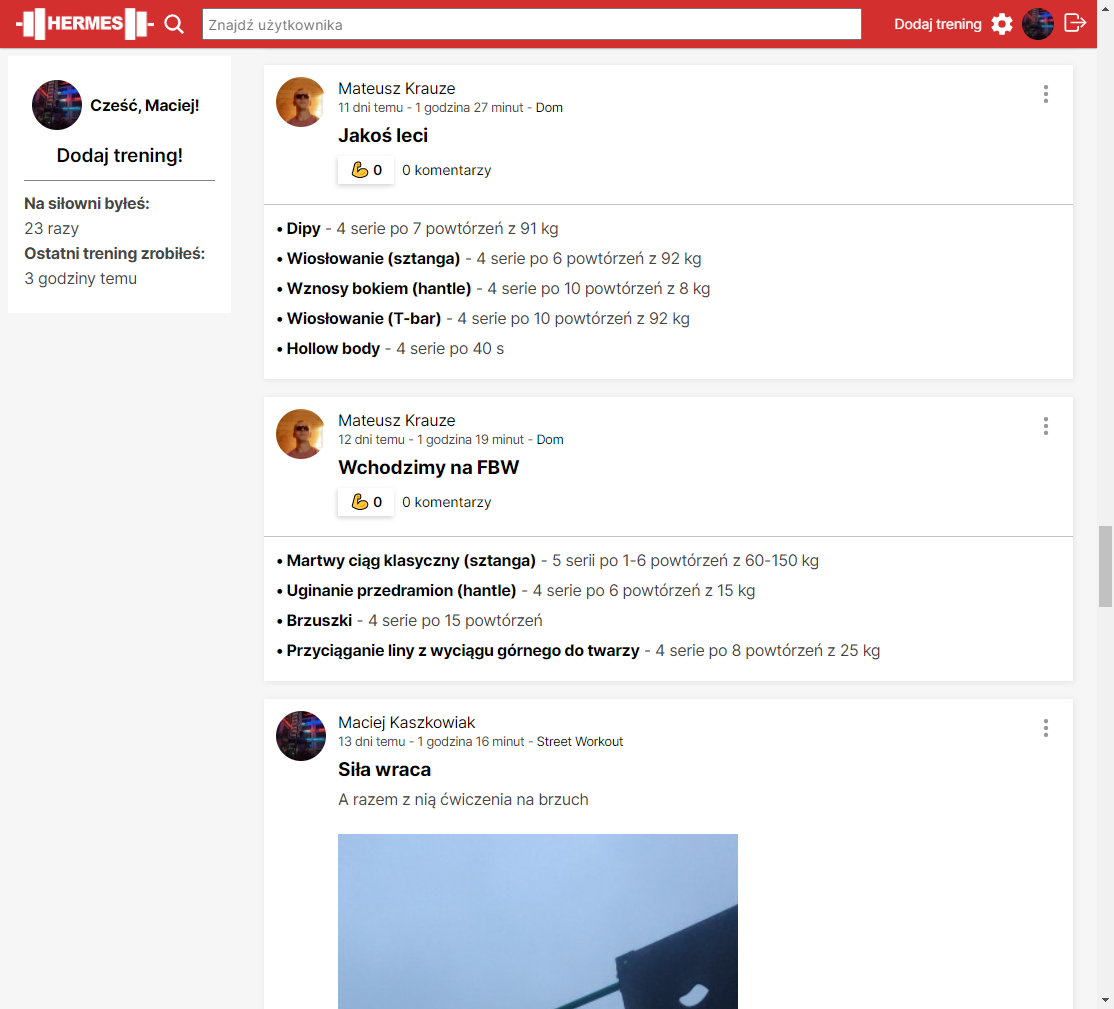 HERMES
Znajdź użytkownika
Dodaj trening
Cześć, Maciej!
Dodaj trening!
Na siłowni byłeś:
23 razy
Ostatni trening zrobiłeś:
3 godziny temu
Mateusz Krauze
11 dni temu - 1 godzina 27 minut - Dom
Jakoś leci
0 0 komentarzy
• Dipy - 4 serie po 7 powtórzeń z 91 kg
• Wiosłowanie (sztanga) - 4 serie po 6 powtórzeń z 92 kg
• Wznosy bokiem (hantle) - 4 serie po 10 powtórzeń z 8 kg
• Wiosłowanie (T-bar) - 4 serie po 10 powtórzeń z 92 kg
• Hollow body - 4 serie po 40 s
Mateusz Krauze
12 dni temu - 1 godzina 19 minut - Dom
Wchodzimy na FBW
0 0 komentarzy
• Martwy ciąg klasyczny (sztanga) - 5 serii po 1-6 powtórzeń z 60-150 kg
• Uginanie przedramion (hantle) - 4 serie po 6 powtórzeń z 15 kg
• Brzuszki - 4 serie po 15 powtórzeń
• Przyciąganie liny z wyciągu górnego do twarzy - 4 serie po 8 powtórzeń z 25 kg
Maciej Kaszkowiak
13 dni temu - 1 godzina 16 minut - Street Workout
Siła wraca
A razem z nią ćwiczenia na brzuch